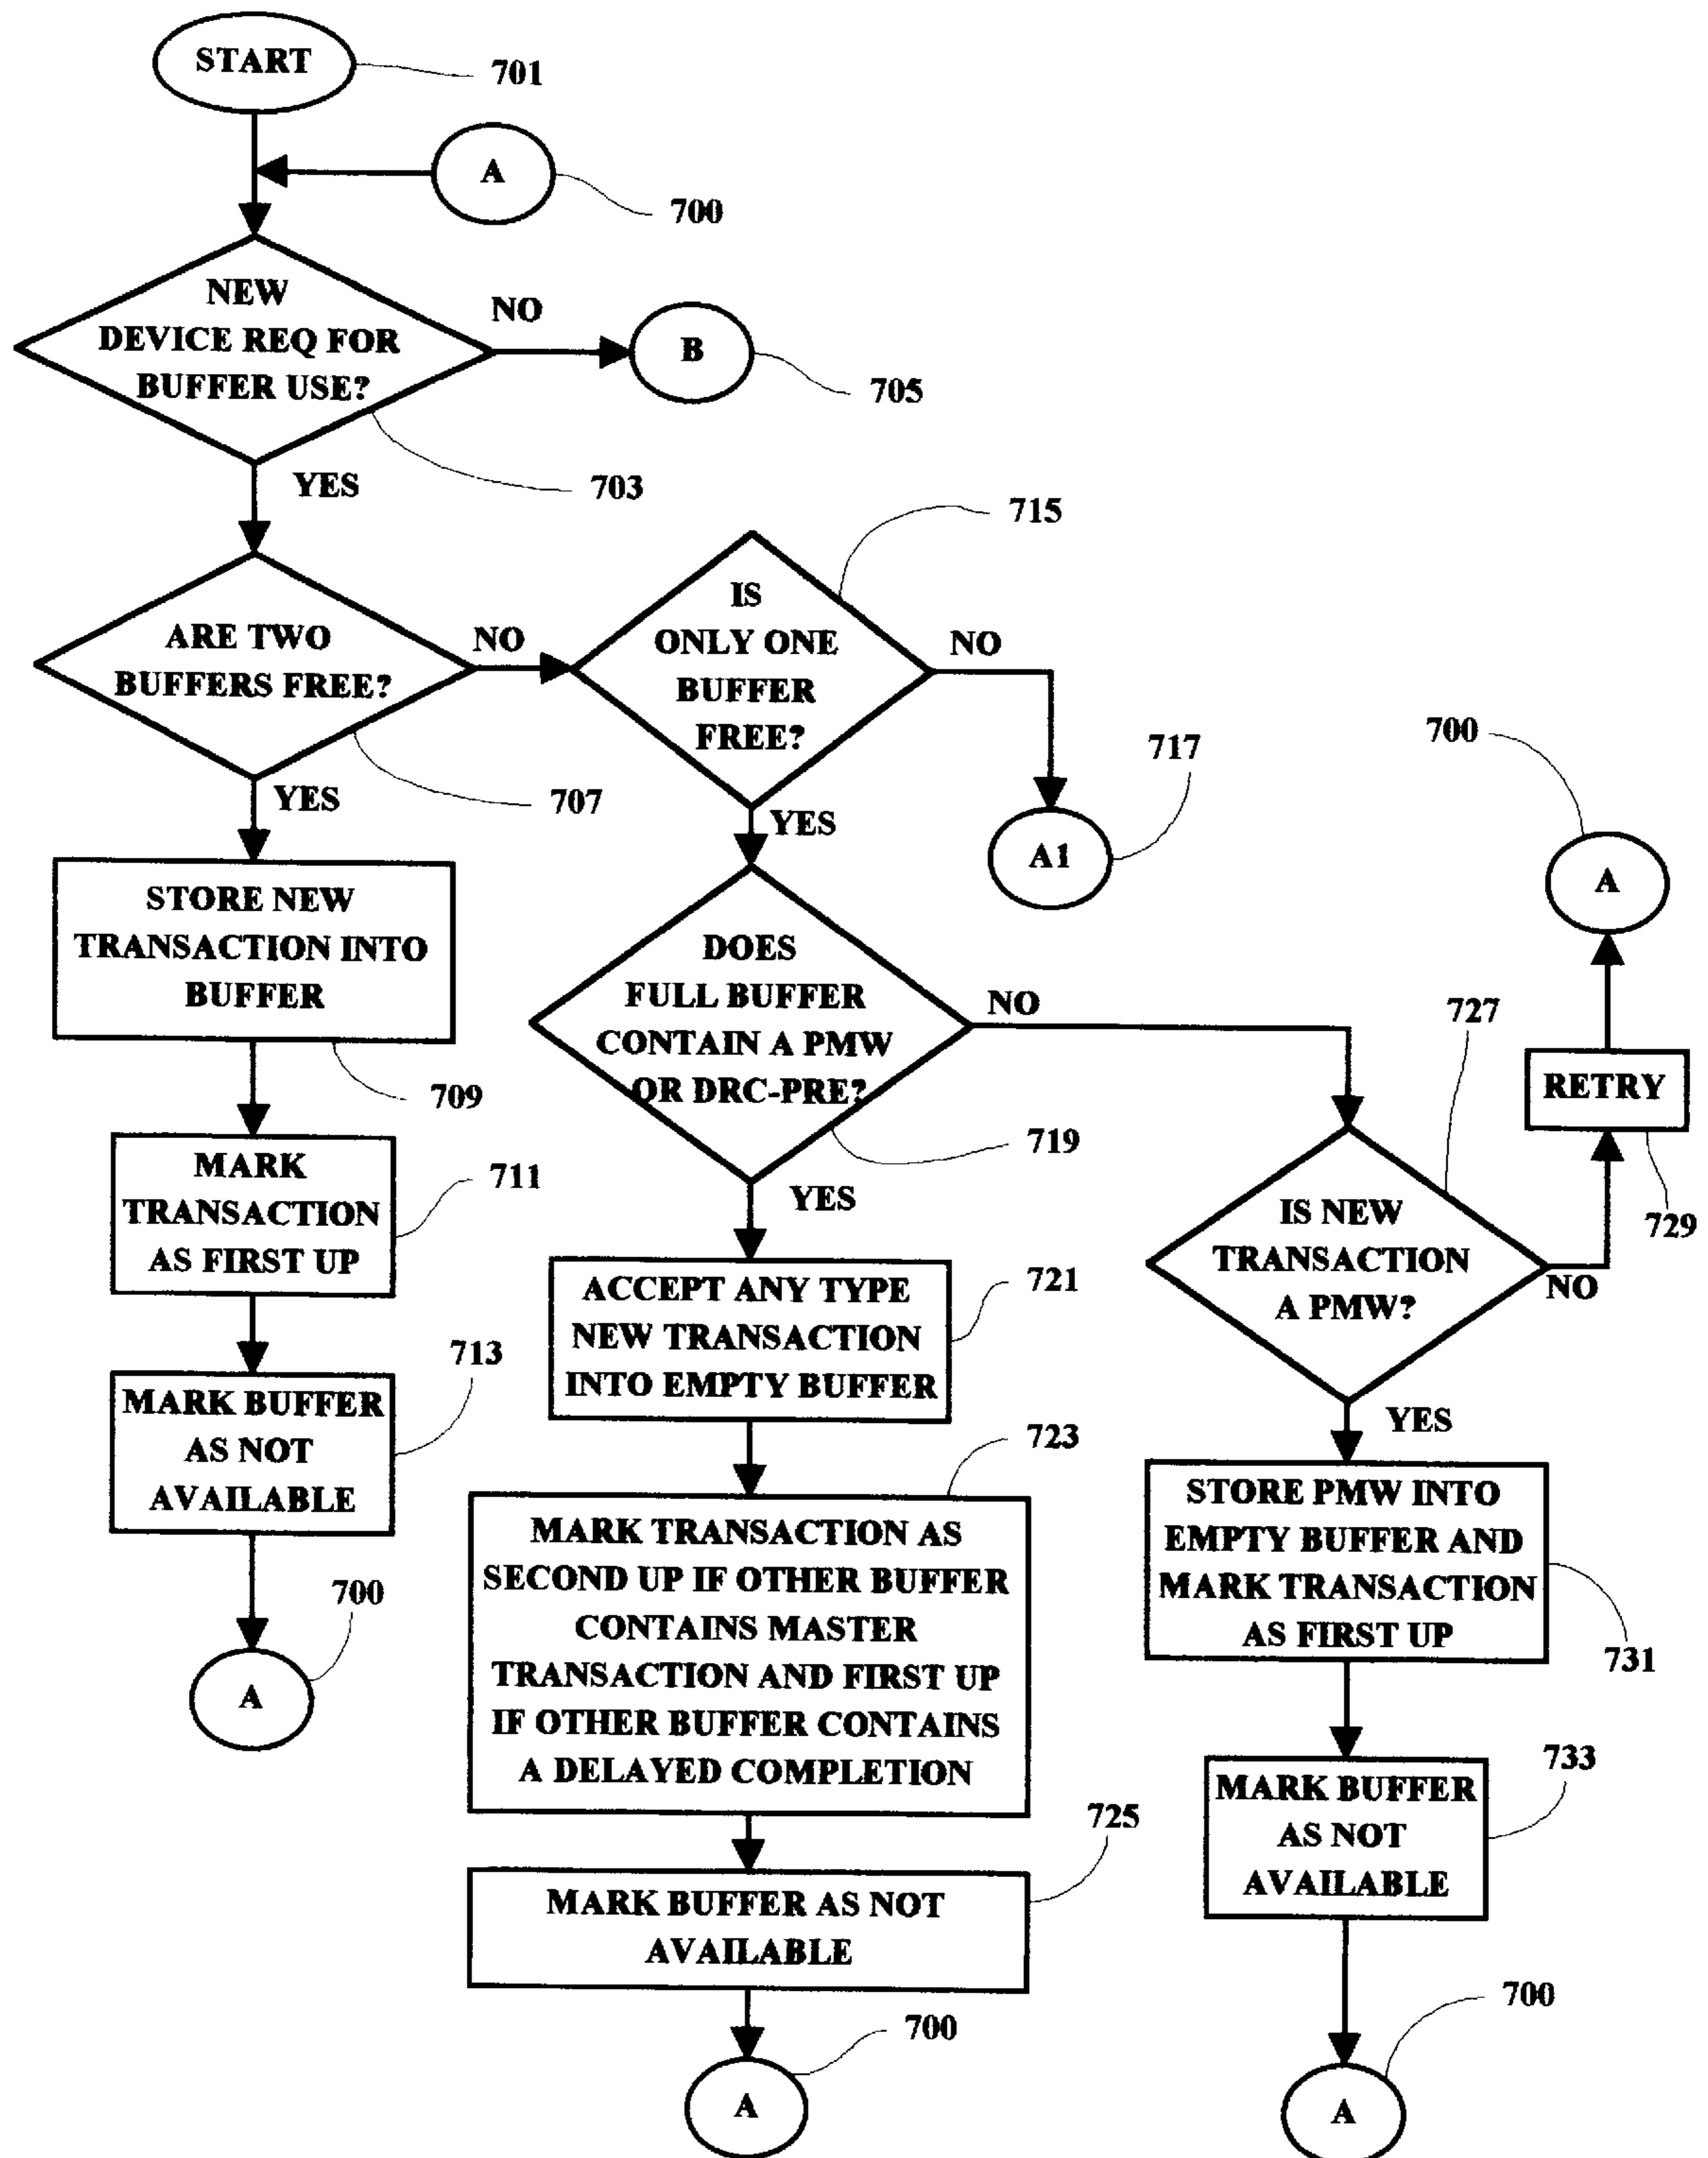 START
701
A
700
NEW
DEVICE REQ FOR
BUFFER USE?
NO
B
705
703
YES
ARE TWO
BUFFERS FREE?
NO
707
YES
715
IS
ONLY ONE
BUFFER
FREE?
NO
717
A1
YES
STORE NEW
TRANSACTION INTO
BUFFER
709
MARK
TRANSACTION
AS FIRST UP
711
MARK BUFFER
AS NOT
AVAILABLE
713
700
A
DOES
FULL BUFFER
CONTAIN A PMW
OR DRC-PRE?
NO
719
YES
ACCEPT ANY TYPE
NEW TRANSACTION
INTO EMPTY BUFFER
721
723
MARK TRANSACTION AS
SECOND UP IF OTHER BUFFER
CONTAINS MASTER
TRANSACTION AND FIRST UP
IF OTHER BUFFER CONTAINS
A DELAYED COMPLETION
725
MARK BUFFER AS NOT
AVAILABLE
700
A
700
A
RETRY
729
727
IS NEW
TRANSACTION
A PMW?
NO
YES
STORE PMW INTO
EMPTY BUFFER AND
MARK TRANSACTION
AS FIRST UP
731
733
MARK BUFFER
AS NOT
AVAILABLE
700
A